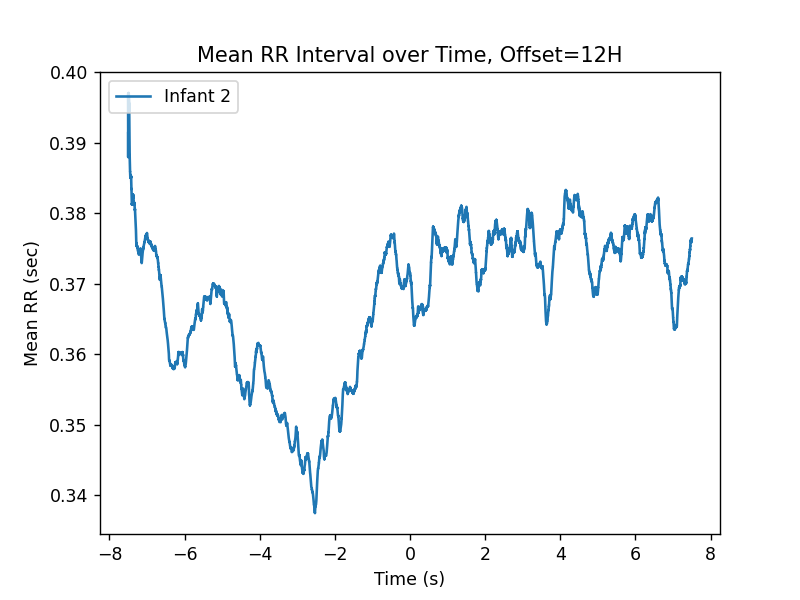 Mean RR Interval over Time, Offset=12H
Infant 2
Mean RR (sec)
0.40
0.39
0.38
0.37
0.36
0.35
0.34
−8 −6 −4 −2 0 2 4 6 8
Time (s)